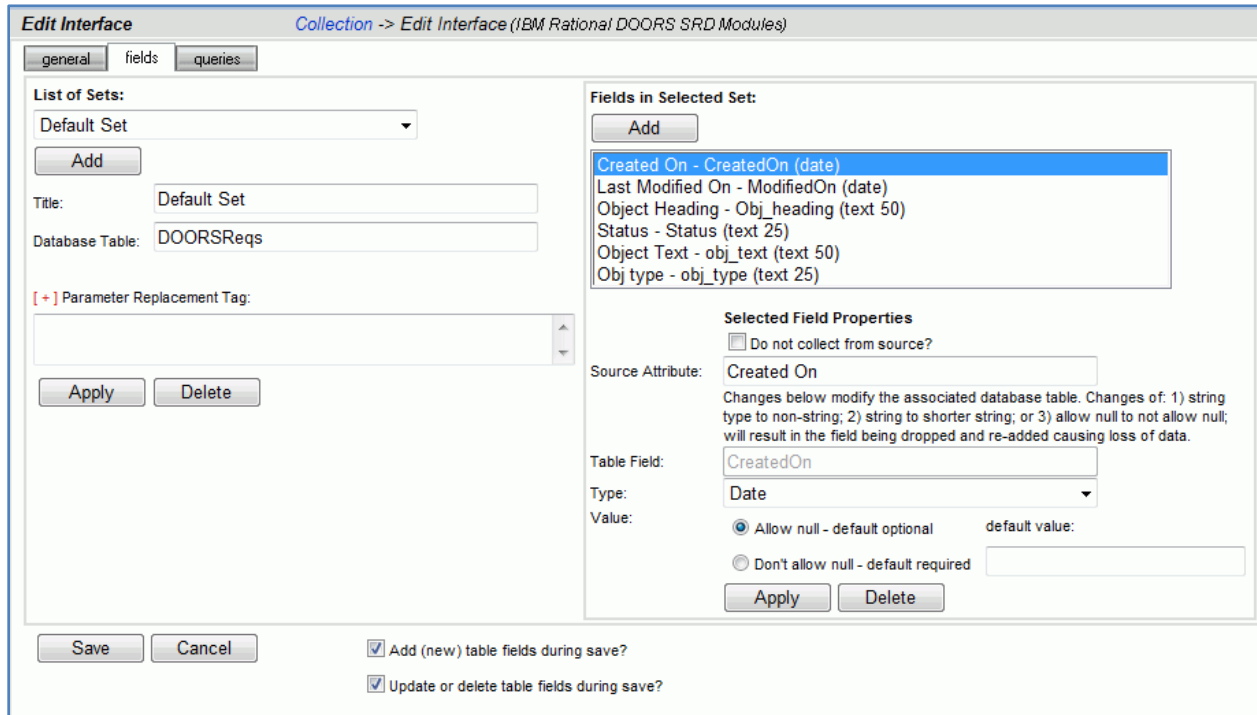 Edit Interface
Collection -> Edit Interface (IBM Rational DOORS SRD Modules)
general fields queries
List of Sets:
Default Set
Add
Title: Default Set
Database Table: DOORSReqs
[ + ] Parameter Replacement Tag:
Apply Delete
Fields in Selected Set:
Add
Created On - CreatedOn (date)
Last Modified On - ModifiedOn (date)
Object Heading - Obj_heading (text 50)
Status - Status (text 25)
Object Text - obj_text (text 50)
Obj type - obj_type (text 25)
Selected Field Properties
Do not collect from source?
Source Attribute: Created On
Changes below modify the associated database table. Changes of: 1) string
type to non-string; 2) string to shorter string; or 3) allow null to not allow null;
will result in the field being dropped and re-added causing loss of data.
Table Field: CreatedOn
Type: Date
Value:
Allow null - default optional default value:
Don't allow null - default required
Apply Delete
Save Cancel
Add (new) table fields during save?
Update or delete table fields during save?